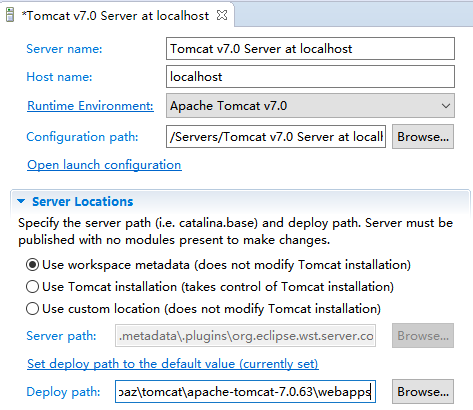 *Tomcat v7.0 Server at localhost
Server name: Tomcat v7.0 Server at localhost
Host name: localhost
Runtime Environment: Apache Tomcat v7.0
Configuration path: /Servers/Tomcat v7.0 Server at localh Browse...
Open launch configuration
Server Locations
Specify the server path (i.e. catalina.base) and deploy path. Server must be
published with no modules present to make changes.
Use workspace metadata (does not modify Tomcat installation)
Use Tomcat installation (takes control of Tomcat installation)
Use custom location (does not modify Tomcat installation)
Server path: .metadata\.plugins\org.eclipse.wst.server.co Browse...
Set deploy path to the default value (currently set)
Deploy path: paz\tomcat\apache-tomcat-7.0.63\webapps Browse...